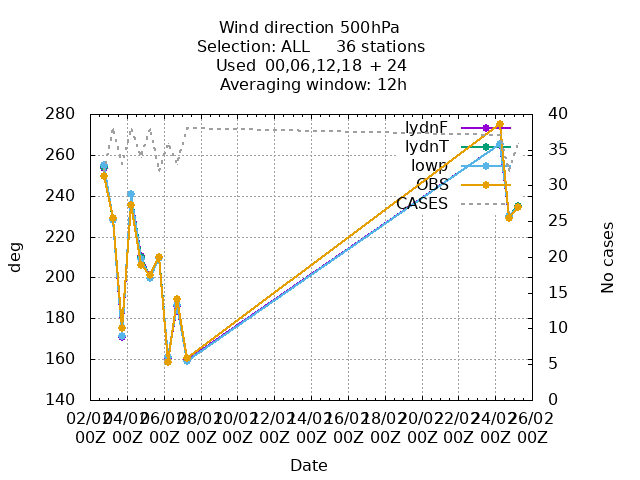 Wind direction 500hPa
Selection: ALL 36 stations
Used 00,06,12,18 + 24
Averaging window: 12h
280 40
lydnF
35
lydnT
260
lowp
30
OBS
240
CASES
25
220
20
deg
No cases
200
15
180
10
160
5
140 0
02/02 04/02 06/02 08/02 10/02 12/02 14/02 16/02 18/02 20/02 22/02 24/02 26/02
00Z 00Z 00Z 00Z 00Z 00Z 00Z 00Z 00Z 00Z 00Z 00Z 00Z
Date